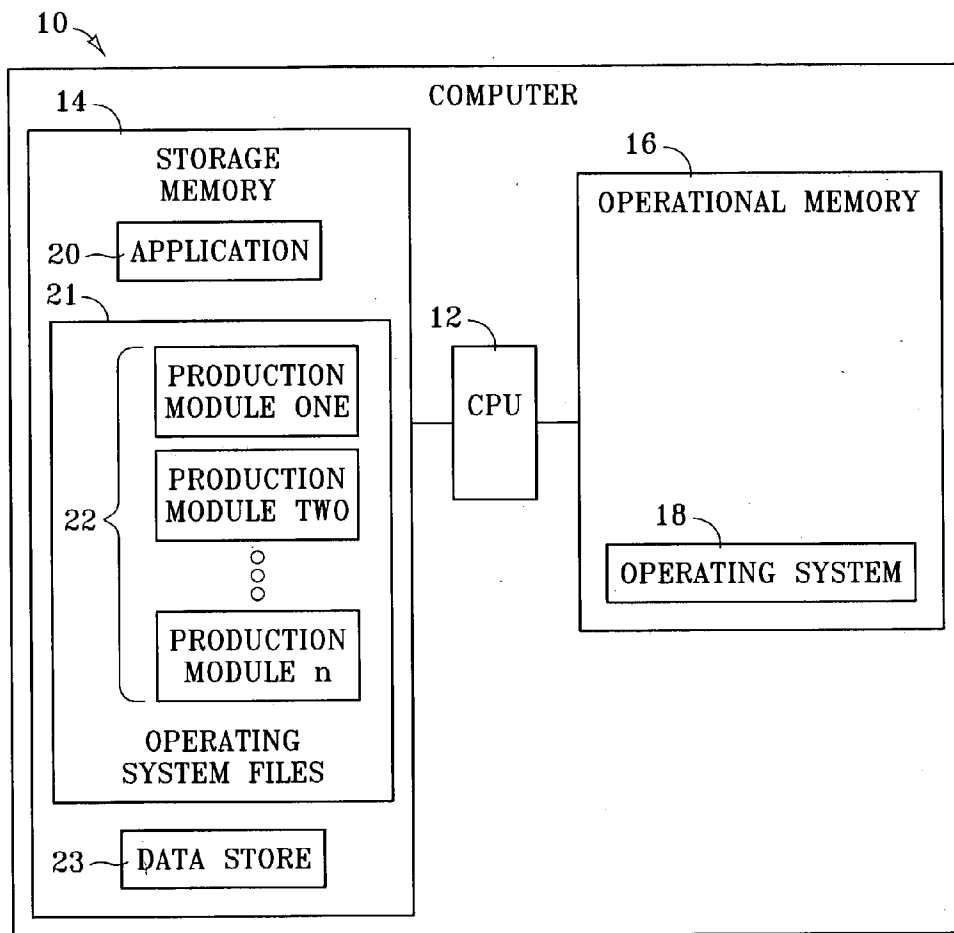 10
COMPUTER
14
STORAGE
MEMORY
20
APPLICATION
21
22
PRODUCTION
MODULE ONE
PRODUCTION
MODULE TWO
PRODUCTION
MODULE n
OPERATING
SYSTEM FILES
23
DATA STORE
12
CPU
16
OPERATIONAL MEMORY
18
OPERATING SYSTEM